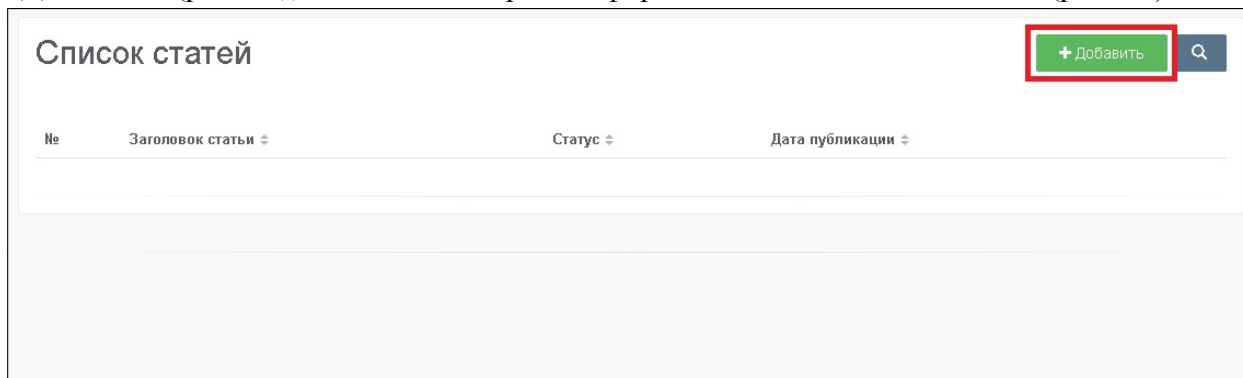 Список статей
+ Добавить
№ Заголовок статьи Статус Дата публикации